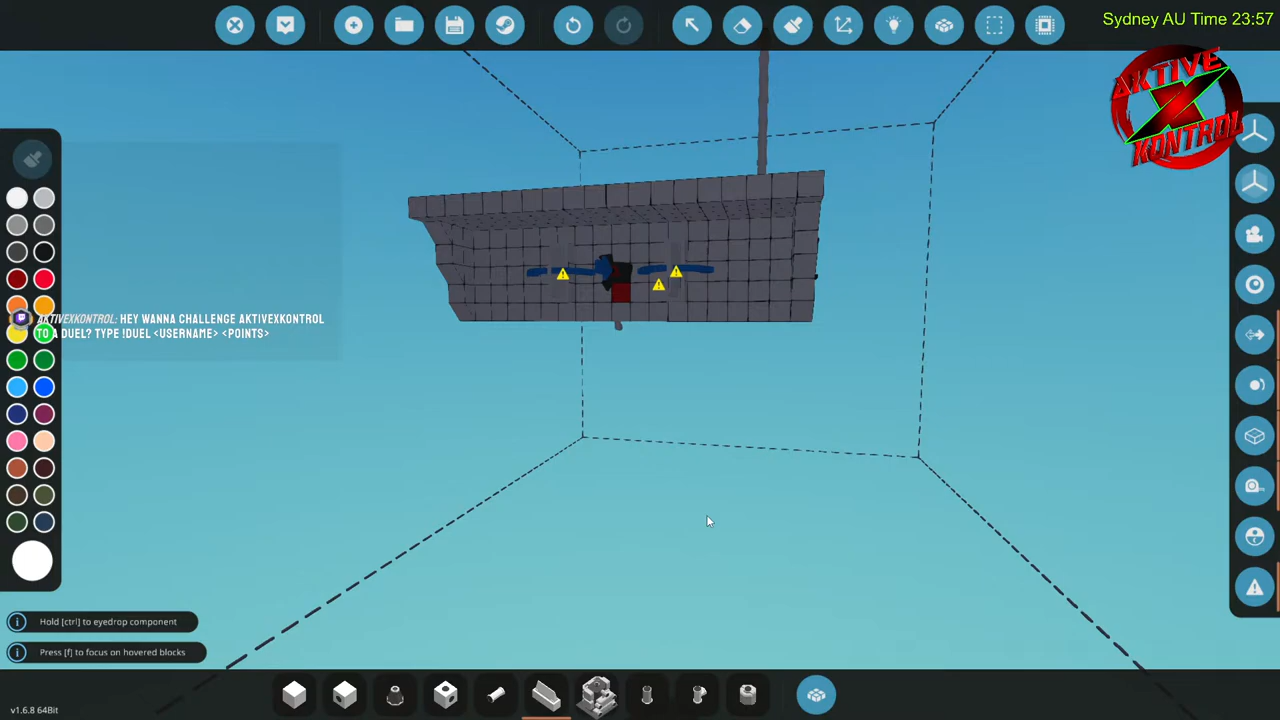 Sydney AU Time 23:57
AKTIVE
X
KONTROL
AKTIVEXKONTROL: HEY WANNA CHALLENGE AKTIVEXKONTROL
TO A DUEL? TYPE !DUEL <USERNAME> <POINTS>
Hold [ctrl] to eyedrop component
Press [f] to focus on hovered blocks
v1.6.8 64Bit